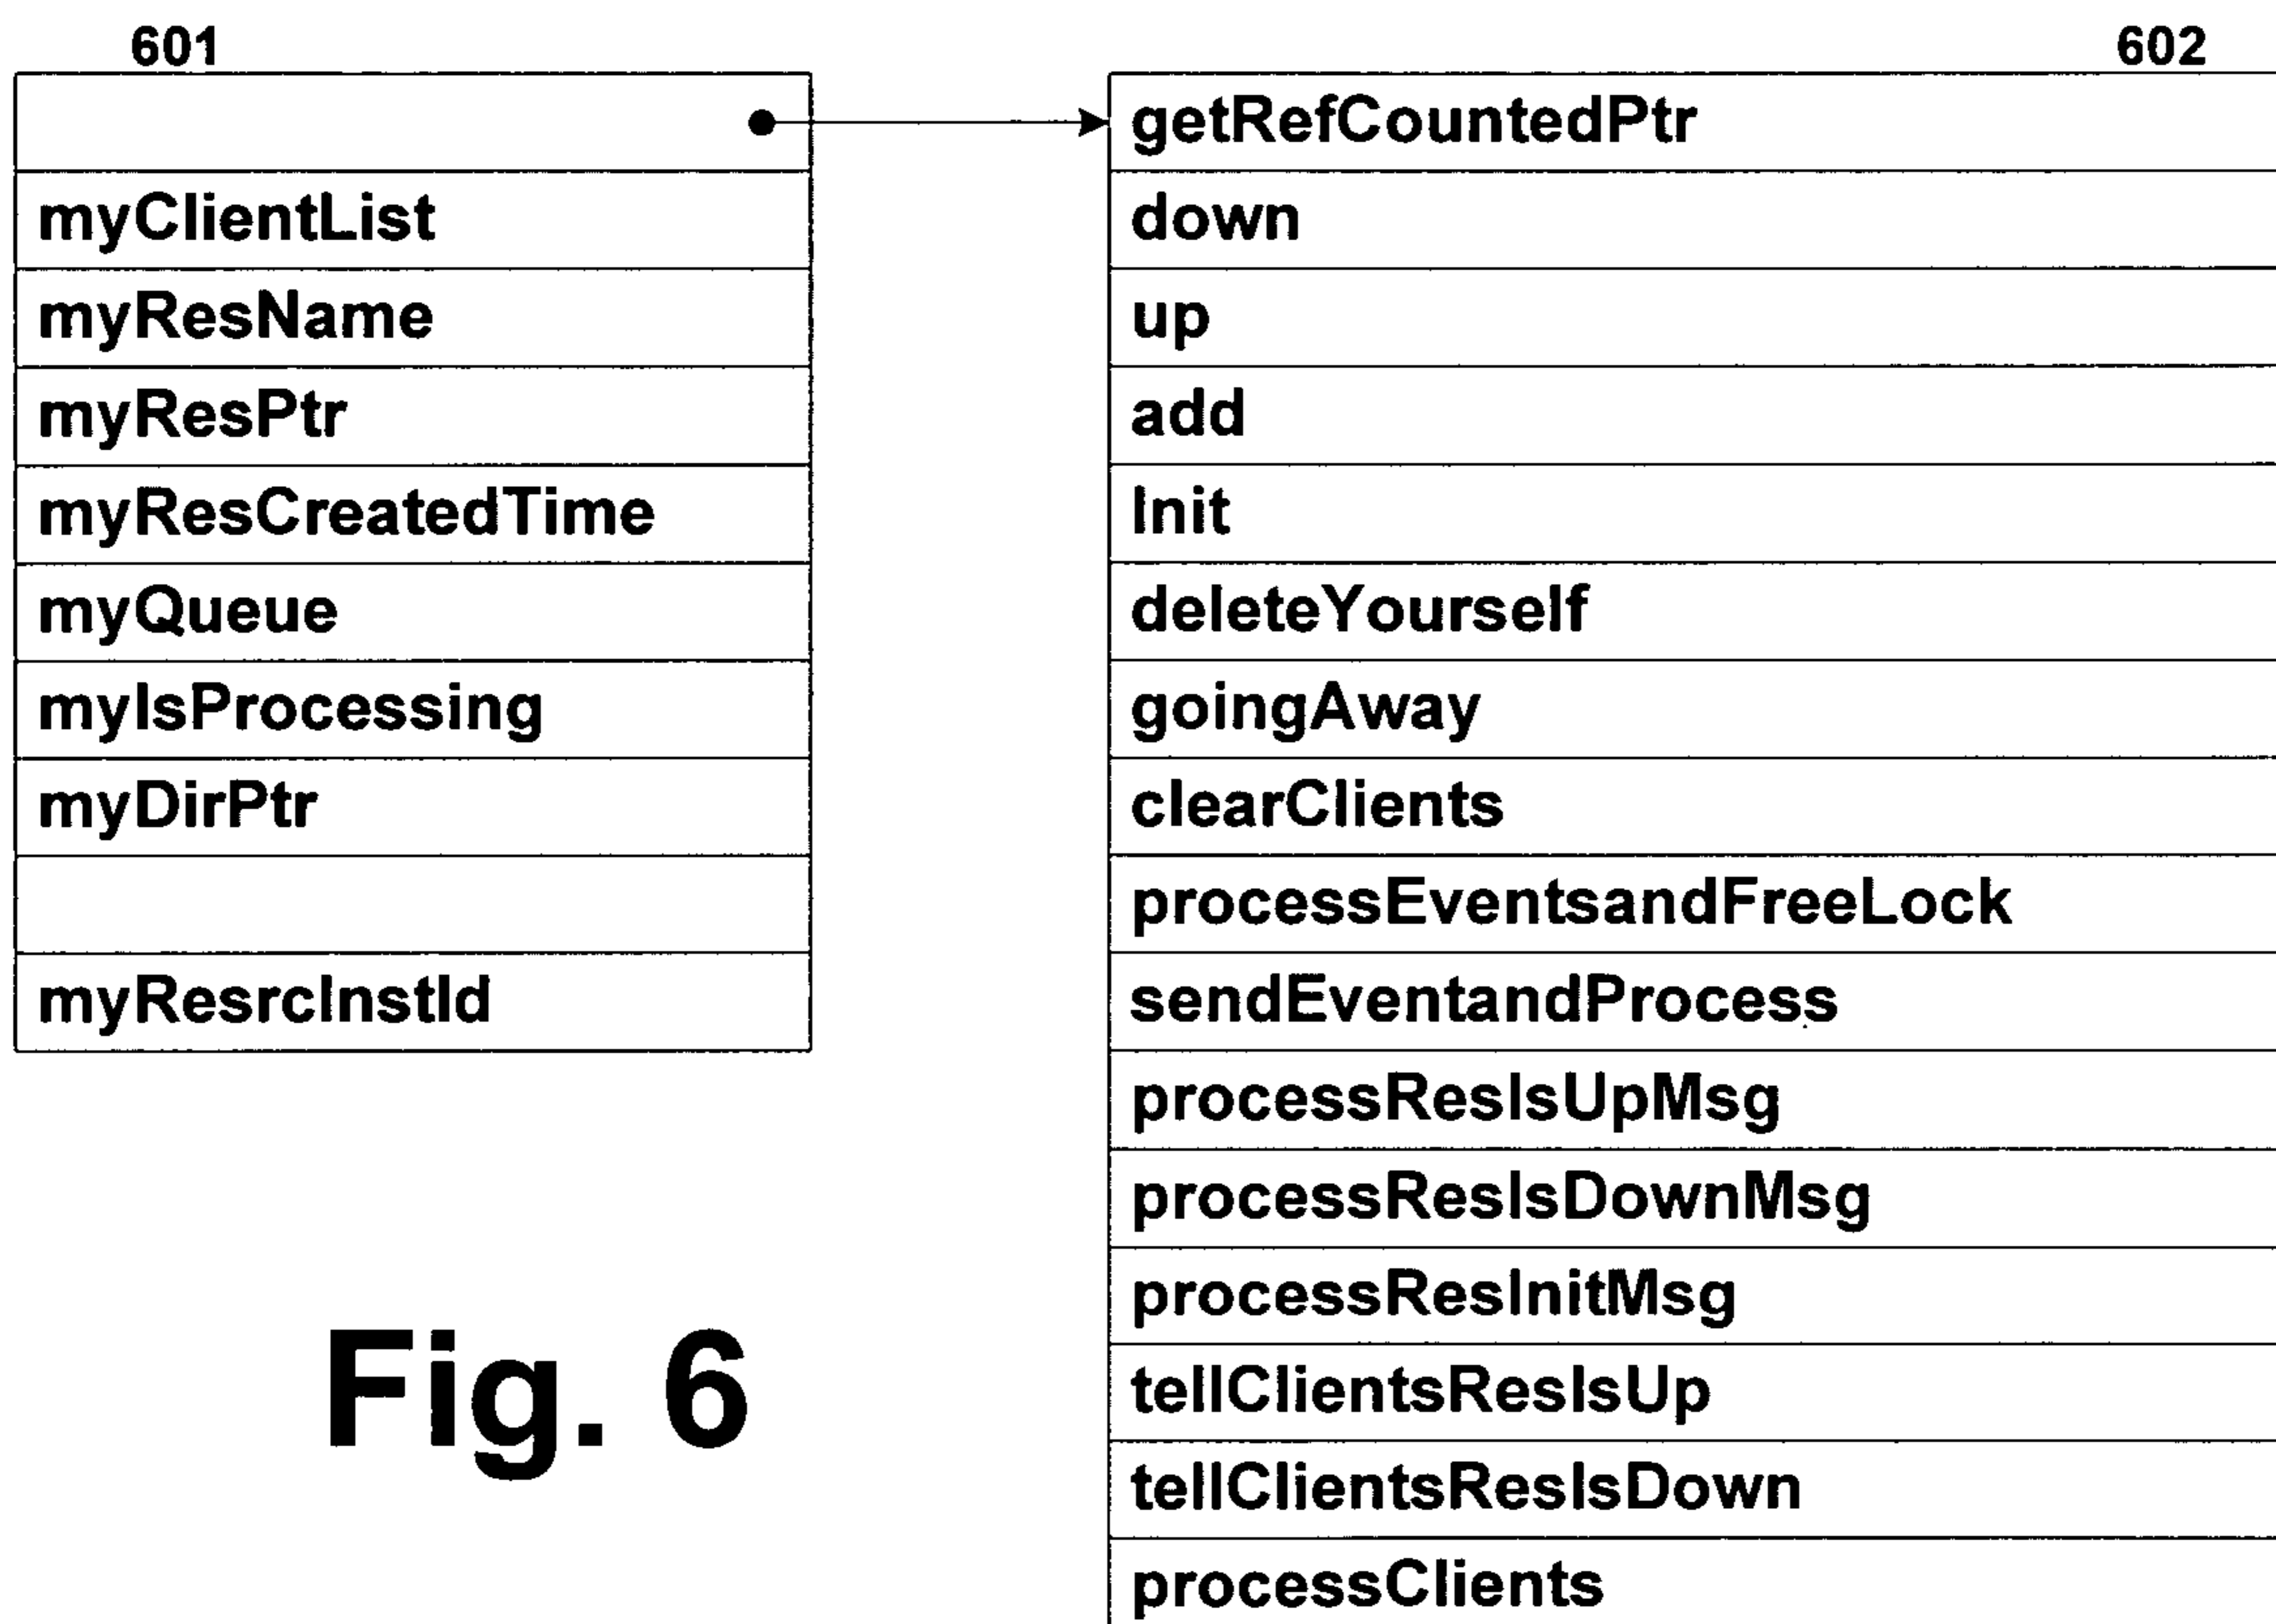 601
myClientList
myResName
myResPtr
myResCreatedTime
myQueue
myIsProcessing
myDirPtr
myResrcInstId
602
getRefCountedPtr
down
up
add
Init
deleteYourself
goingAway
clearClients
processEventsandFreeLock
sendEventandProcess
processResIsUpMsg
processResIsDownMsg
processResInitMsg
tellClientsResIsUp
tellClientsResIsDown
processClients
Fig. 6